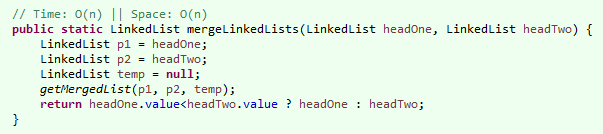 // Time: O(n) || Space: O(n)
public static LinkedList mergeLinkedLists(LinkedList headOne, LinkedList headTwo) {
LinkedList p1 = headOne;
LinkedList p2 = headTwo;
LinkedList temp = null;
getMergedList(p1, p2, temp);
return headOne.value<headTwo.value ? headOne : headTwo;
}